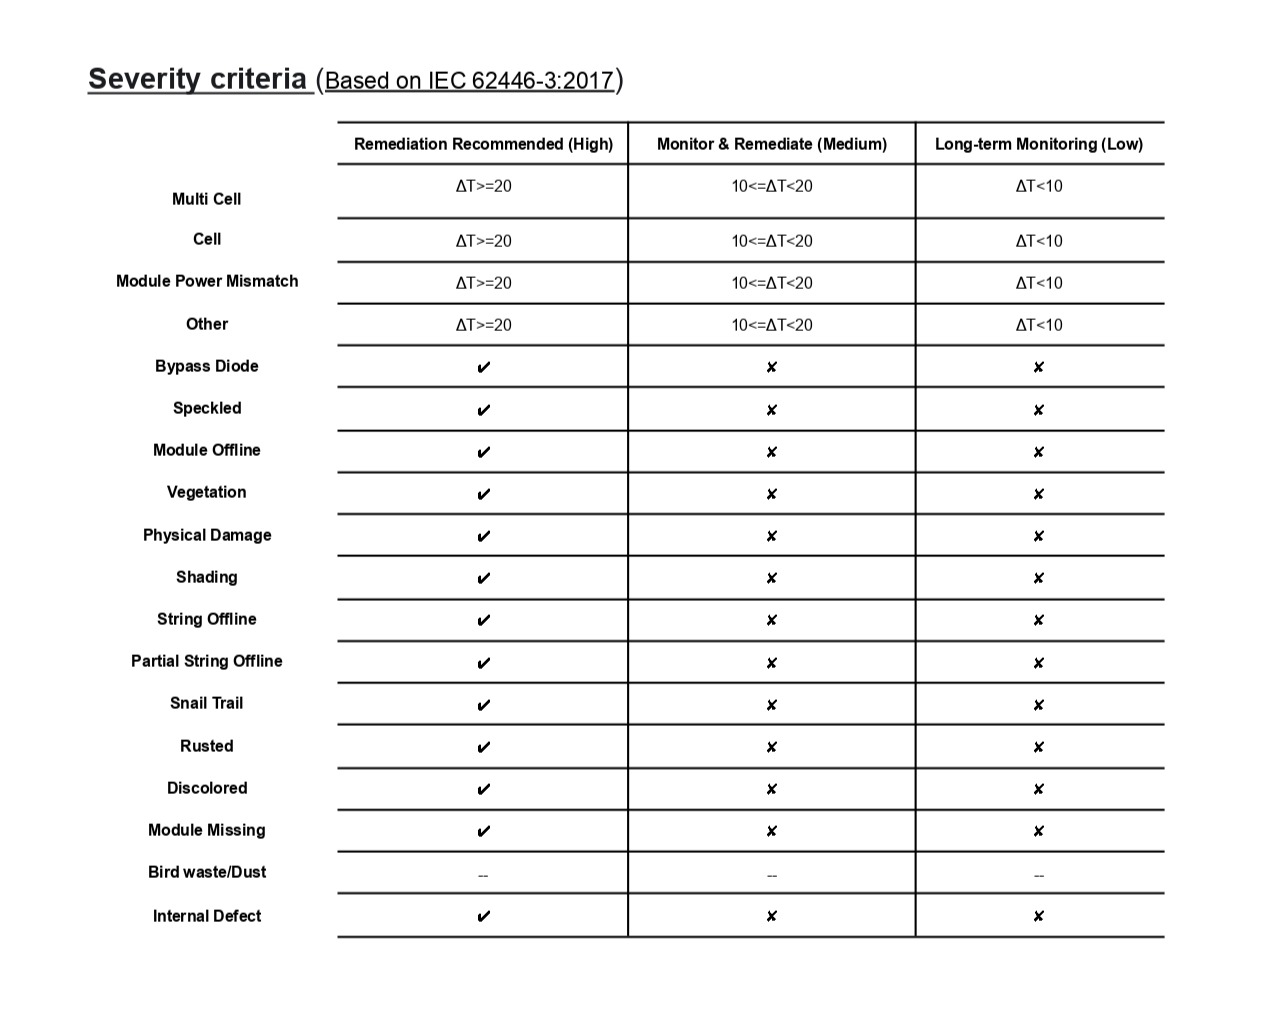 Severity criteria (Based on IEC 62446-3:2017)
Remediation Recommended (High) Monitor & Remediate (Medium) Long-term Monitoring (Low)
Multi Cell ΔT>=20 10<=ΔT<20 ΔT<10
Cell ΔT>=20 10<=ΔT<20 ΔT<10
Module Power Mismatch ΔT>=20 10<=ΔT<20 ΔT<10
Other ΔT>=20 10<=ΔT<20 ΔT<10
Bypass Diode ✔ ✘ ✘
Speckled ✔ ✘ ✘
Module Offline ✔ ✘ ✘
Vegetation ✔ ✘ ✘
Physical Damage ✔ ✘ ✘
Shading ✔ ✘ ✘
String Offline ✔ ✘ ✘
Partial String Offline ✔ ✘ ✘
Snail Trail ✔ ✘ ✘
Rusted ✔ ✘ ✘
Discolored ✔ ✘ ✘
Module Missing ✔ ✘ ✘
Bird waste/Dust -- -- --
Internal Defect ✔ ✘ ✘